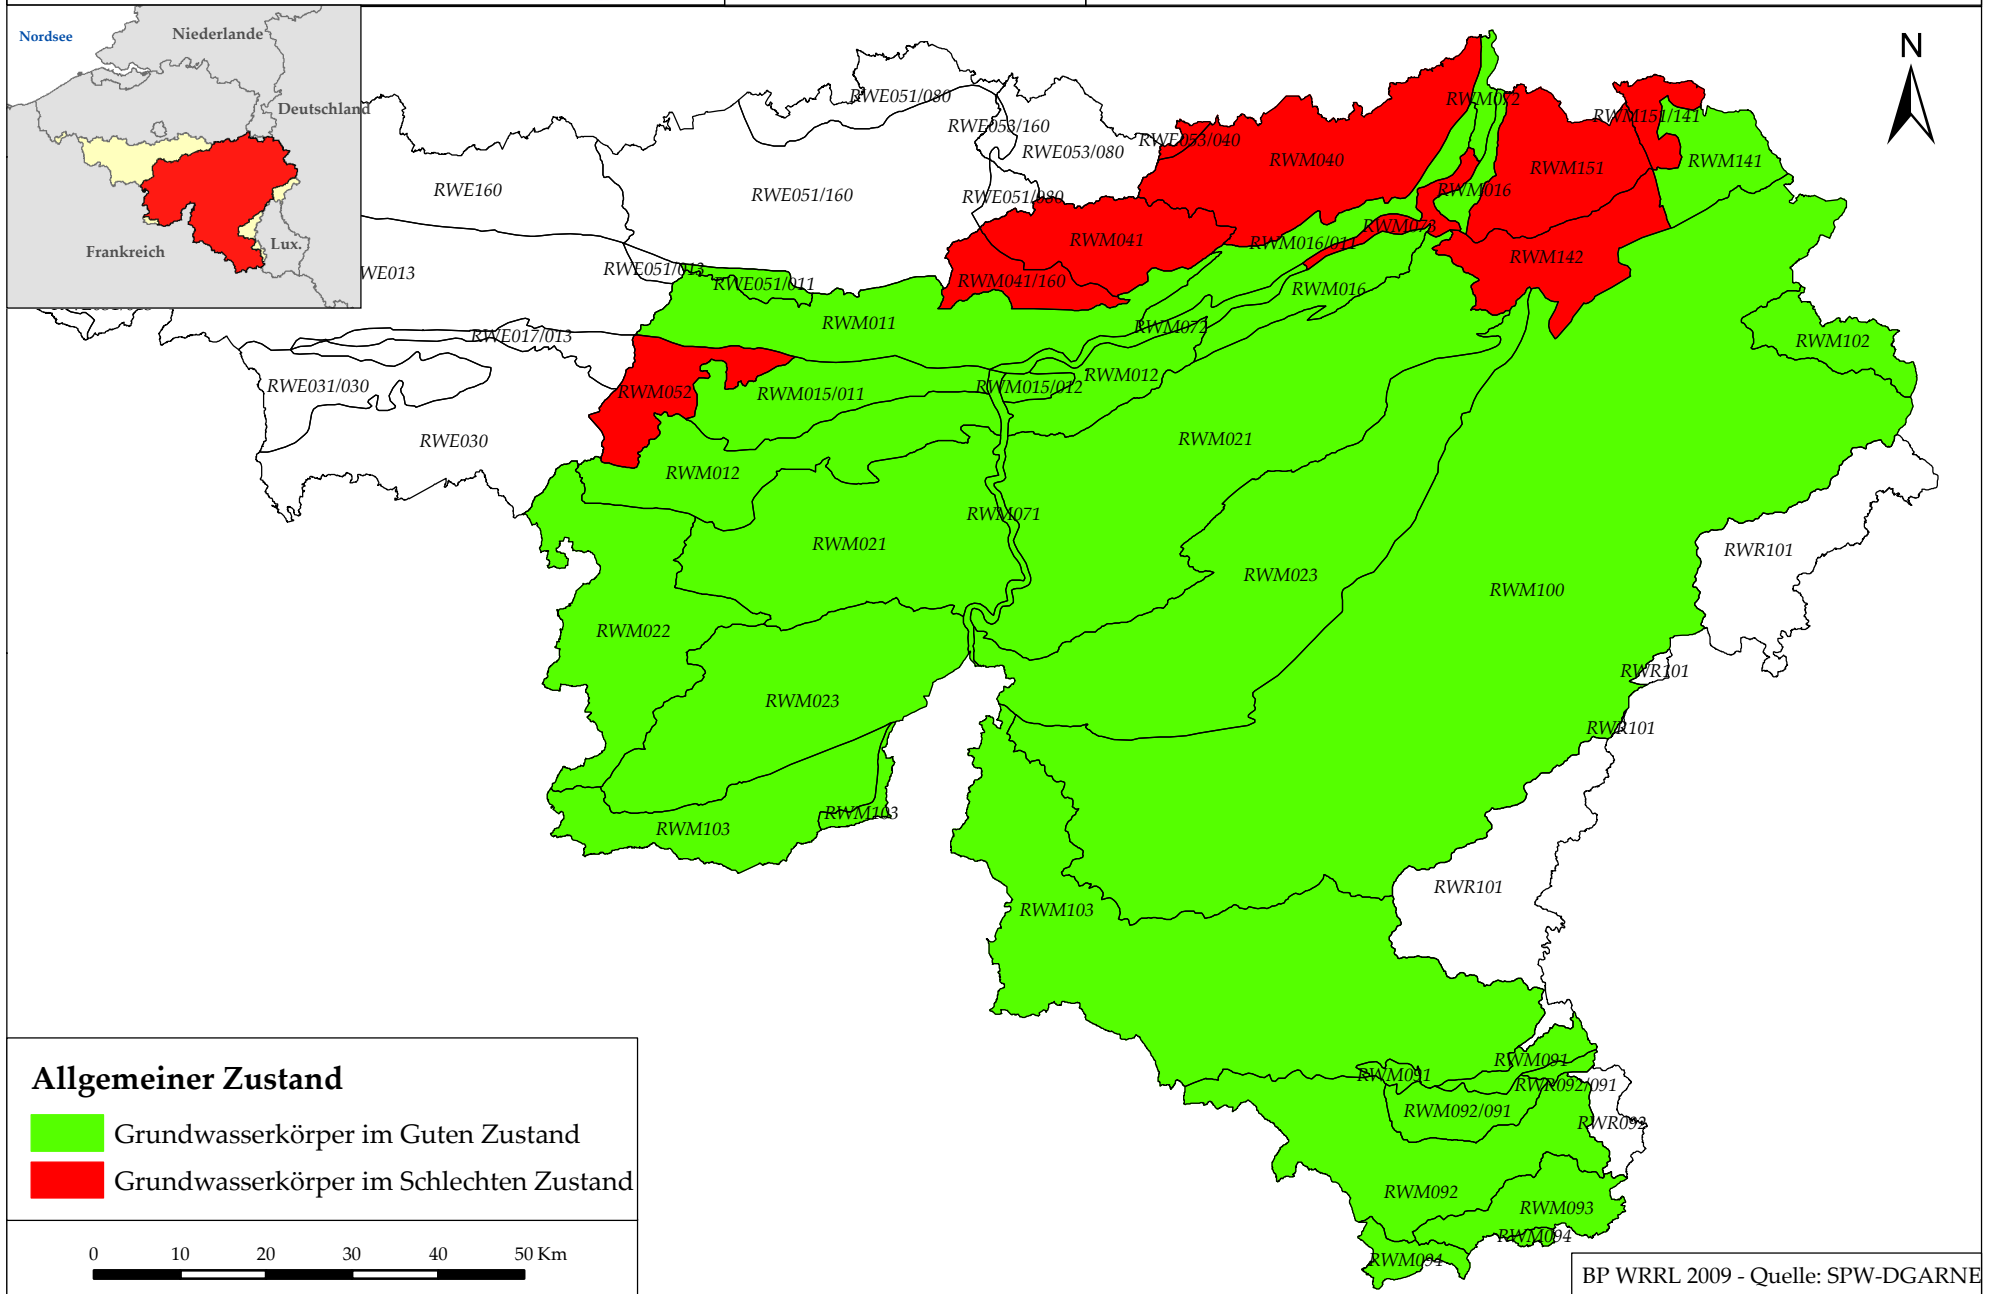 Nordsee
Niederlande
Deutschland
Frankreich
Lux.
N
RWE051/080
RWE053/160
RWE053/080
RWE053/040
RWM072
RWM151/141
RWM040
RWM151
RWM141
RWE160
RWE051/160
RWE051/080
RWM016
RWM041
RWM073
RWM016/011
RWM142
WE013
RWE051/013
RWE051/011
RWM041/160
RWM016
RWM011
RWM072
RWE017/013
RWM102
RWE031/030
RWM052
RWM015/011
RWM015/012
RWM012
RWE030
RWM021
RWM012
RWM071
RWM021
RWM023
RWR101
RWM100
RWM022
RWR101
RWM023
RWR101
RWM103
RWM103
RWR101
RWM103
RWM091
RWM091
RWR092/091
RWM092/091
RWR092
RWM092
RWM093
RWM094
RWM094
Allgemeiner Zustand
Grundwasserkörper im Guten Zustand
Grundwasserkörper im Schlechten Zustand
0 10 20 30 40 50 Km
BP WRRL 2009 - Quelle: SPW-DGARNE